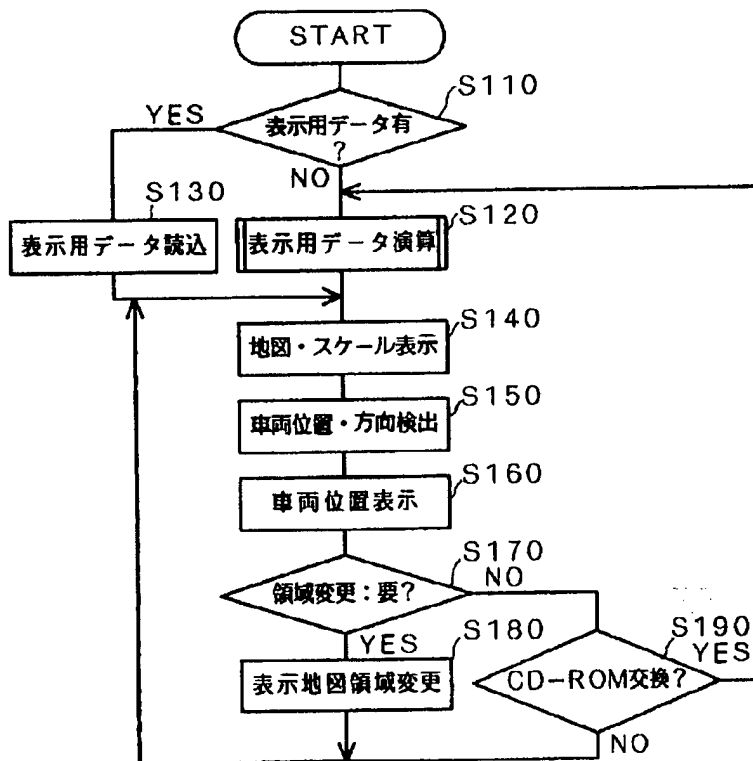 START
S110
YES
表示用データ有
?
NO
S130
S120
表示用データ読込
表示用データ演算
S140
地図・スケール表示
S150
車両位置・方向検出
S160
車両位置表示
S170
領域変更：要?
NO
YES
S180
S190
YES
表示地図領域変更
CD－ROM交換?
NO